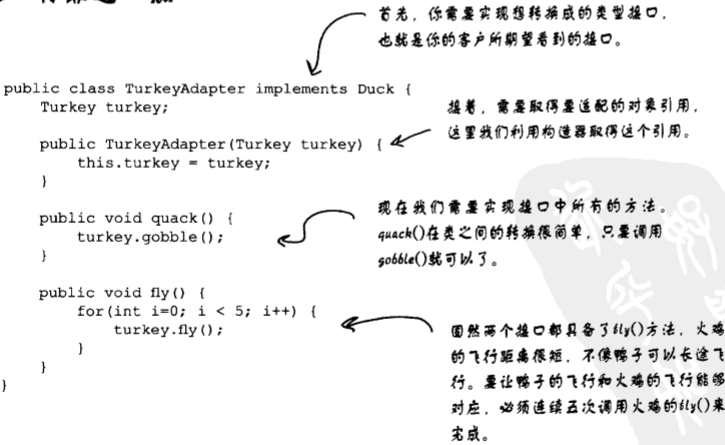 首先，你需要实现想转换成的类型接口，
也就是你的客户所期望看到的接口。
public class TurkeyAdapter implements Duck {
Turkey turkey;
接着，需要取得要适配的对象引用，
这里我们利用构造器取得这个引用。
public TurkeyAdapter(Turkey turkey) {
this.turkey = turkey;
}
现在我们需要实现接口中所有的方法。
quack()在类之间的转换很简单，只要调用
gobble()就可以了。
public void quack() {
turkey.gobble();
}
public void fly() {
for(int i=0; i < 5; i++) {
turkey.fly();
}
}
}
固然两个接口都具备了fly()方法，火鸡
的飞行距离很短，不像鸭子可以长途飞
行。要让鸭子的飞行和火鸡的飞行能够
对应，必须连续五次调用火鸡的fly()来
完成。